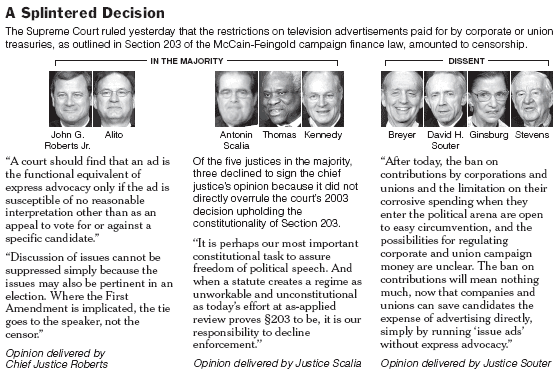 A Splintered Decision
The Supreme Court ruled yesterday that the restrictions on television advertisements paid for by corporate or union
treasuries, as outlined in Section 203 of the McCain-Feingold campaign finance law, amounted to censorship.
IN THE MAJORITY
DISSENT
John G.
Roberts Jr.
Alito
Antonin
Scalia
Thomas
Kennedy
Breyer
David H.
Souter
Ginsburg
Stevens
“A court should find that an ad is
the functional equivalent of
express advocacy only if the ad is
susceptible of no reasonable
interpretation other than as an
appeal to vote for or against a
specific candidate.”
“Discussion of issues cannot be
suppressed simply because the
issues may also be pertinent in an
election. Where the First
Amendment is implicated, the tie
goes to the speaker, not the
censor.”
Opinion delivered by
Chief Justice Roberts
Of the five justices in the majority,
three declined to sign the chief
justice's opinion because it did not
directly overrule the court's 2003
decision upholding the
constitutionality of Section 203.
“It is perhaps our most important
constitutional task to assure
freedom of political speech. And
when a statute creates a regime as
unworkable and unconstitutional
as today's effort at as-applied
review proves §203 to be, it is our
responsibility to decline
enforcement.”
Opinion delivered by Justice Scalia
“After today, the ban on
contributions by corporations and
unions and the limitation on their
corrosive spending when they
enter the political arena are open
to easy circumvention, and the
possibilities for regulating
corporate and union campaign
money are unclear. The ban on
contributions will mean nothing
much, now that companies and
unions can save candidates the
expense of advertising directly,
simply by running ‘issue ads’
without express advocacy.”
Opinion delivered by Justice Souter